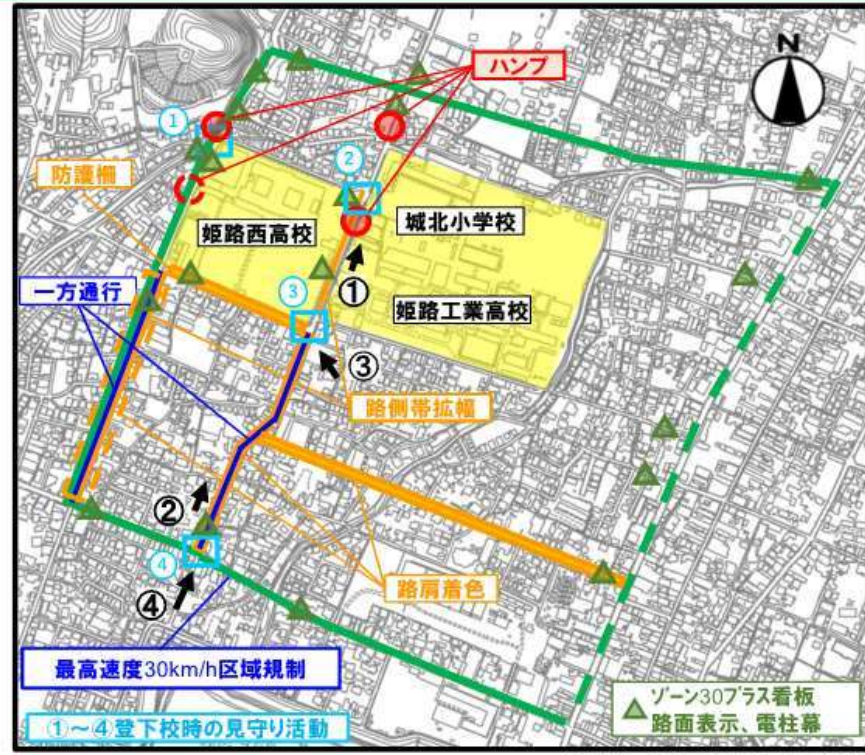 N
ハンプ
①
②
防護柵
姫路西高校
城北小学校
①
一方通行
③
姫路工業高校
③
路側帯拡幅
②
④
④
路肩着色
最高速度30km/h区域規制
①～④登下校時の見守り活動
ゾーン30プラス看板
路面表示、電柱幕